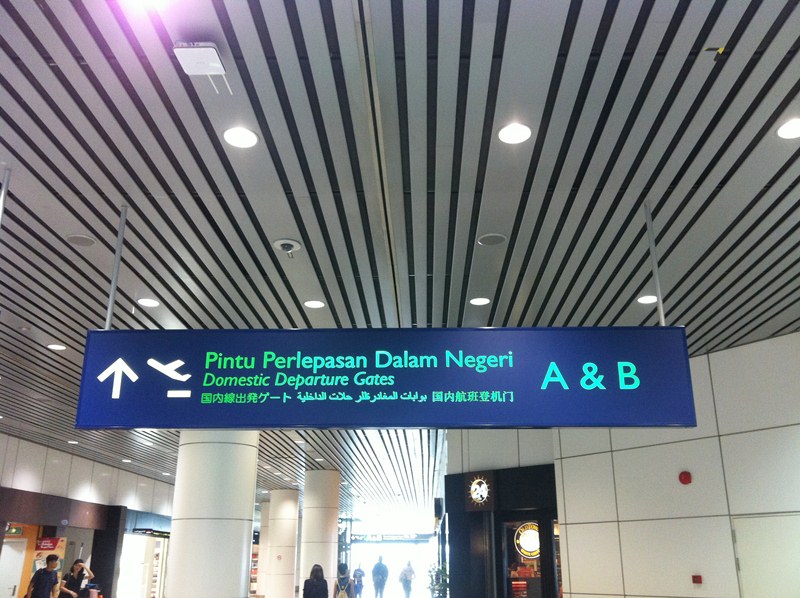 Pintu Perlepasan Dalam Negeri
Domestic Departure Gates
国内線出発ゲート بوابات المغادرة للرحلات الداخلية 国内航班登机门
A & B